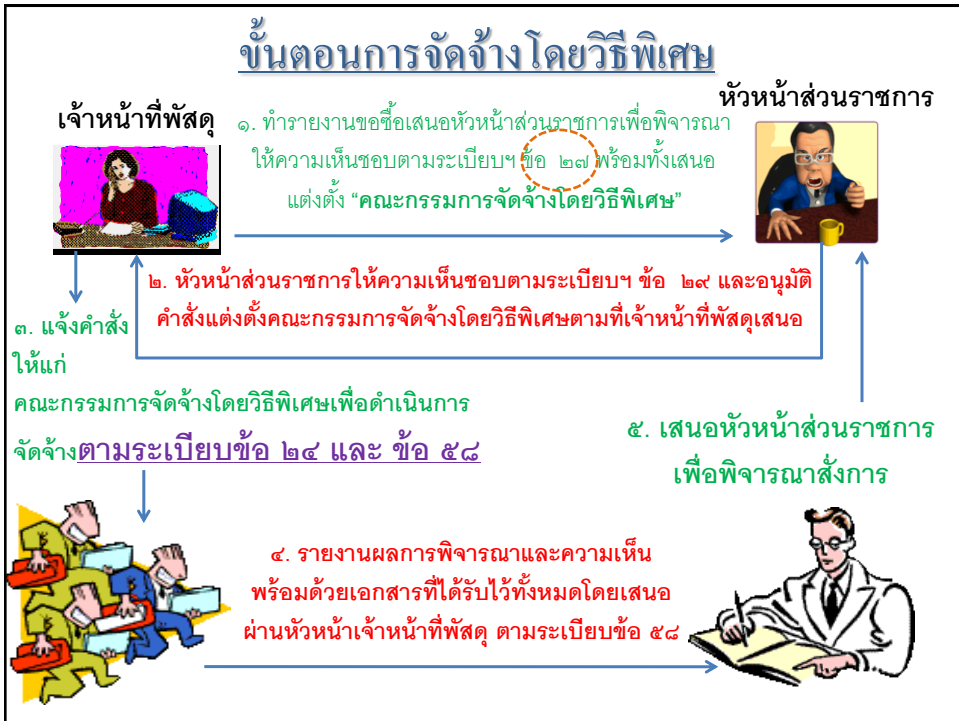 ขั้นตอนการจัดจ้างโดยวิธีพิเศษ
เจ้าหน้าที่พัสดุ
หัวหน้าส่วนราชการ
๑. ทำรายงานขอซื้อเสนอหัวหน้าส่วนราชการเพื่อพิจารณา
ให้ความเห็นชอบตามระเบียบฯ ข้อ ๒๗ พร้อมทั้งเสนอ
แต่งตั้ง “คณะกรรมการจัดจ้างโดยวิธีพิเศษ”
๒. หัวหน้าส่วนราชการให้ความเห็นชอบตามระเบียบฯ ข้อ ๒๙ และอนุมัติ
คำสั่งแต่งตั้งคณะกรรมการจัดจ้างโดยวิธีพิเศษตามที่เจ้าหน้าที่พัสดุเสนอ
๓. แจ้งคำสั่ง
ให้แก่
คณะกรรมการจัดจ้างโดยวิธีพิเศษเพื่อดำเนินการ
จัดจ้างตามระเบียบข้อ ๒๔ และ ข้อ ๕๘
๕. เสนอหัวหน้าส่วนราชการ
เพื่อพิจารณาสั่งการ
๔. รายงานผลการพิจารณาและความเห็น
พร้อมด้วยเอกสารที่ได้รับไว้ทั้งหมดโดยเสนอ
ผ่านหัวหน้าเจ้าหน้าที่พัสดุ ตามระเบียบข้อ ๕๘